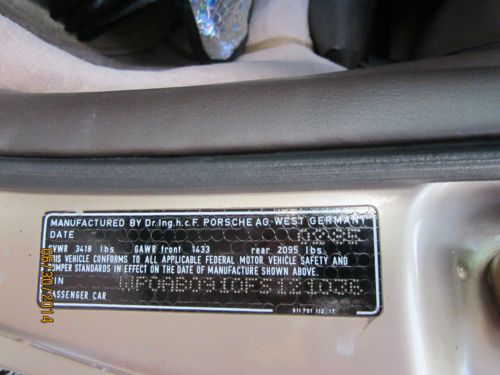 MANUFACTURED BY Dr.Ing.h.c.F. PORSCHE AG-WEST GERMANY
DATE
GVWR 3418 lbs GAWR front 1433 rear 2095 lbs
THIS VEHICLE CONFORMS TO ALL APPLICABLE FEDERAL MOTOR VEHICLE SAFETY AND
BUMPER STANDARDS IN EFFECT ON THE DATE OF MANUFACTURE SHOWN ABOVE.
VIN
PASSENGER CAR
911 701 112.17
06/30/2014